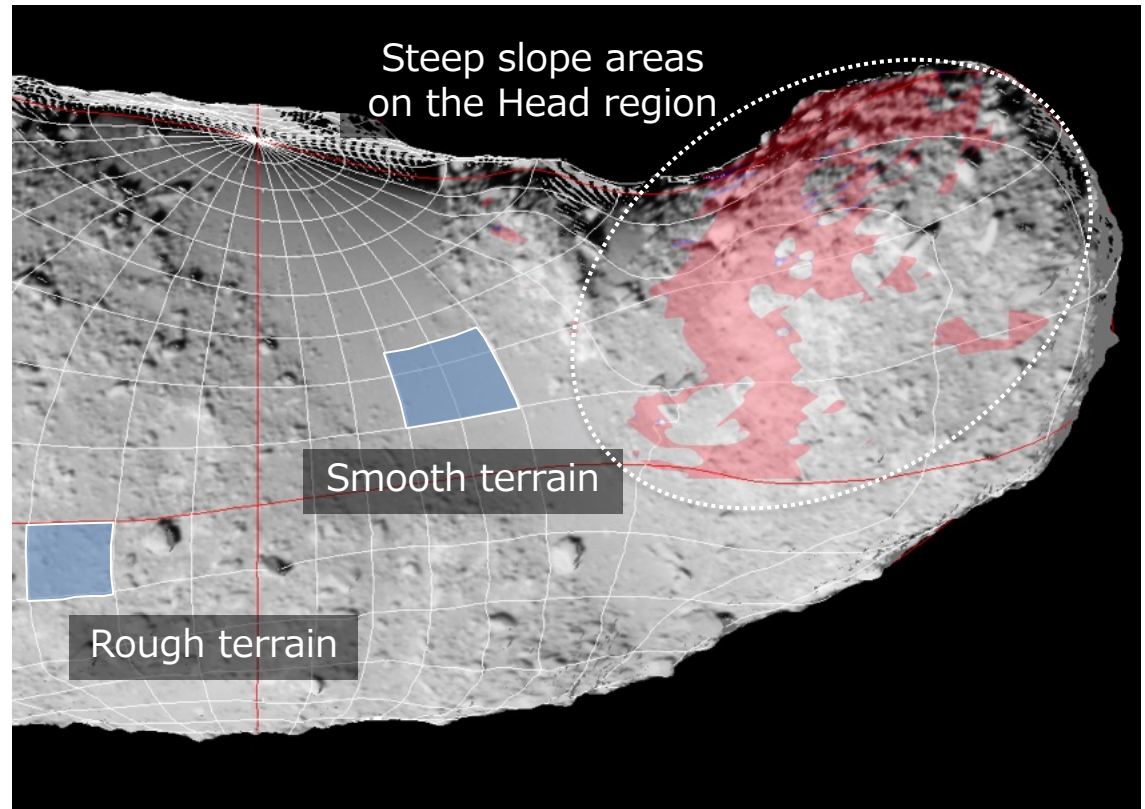 Steep slope areas
on the Head region
Smooth terrain
Rough terrain